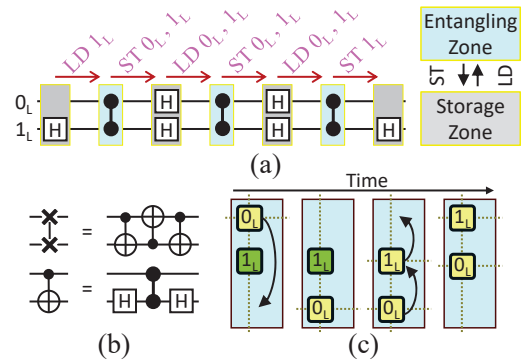 LD 1L
ST 0L, 1L
LD 0L, 1L
ST 0L, 1L
LD 0L, 1L
ST 1L
Entangling
Zone
ST
LD
Storage
Zone
0L
H
H
1L
H
H
H
H
(a)
=
=
H
H
(b)
Time
0L
1L
1L
0L
1L
0L
1L
0L
(c)